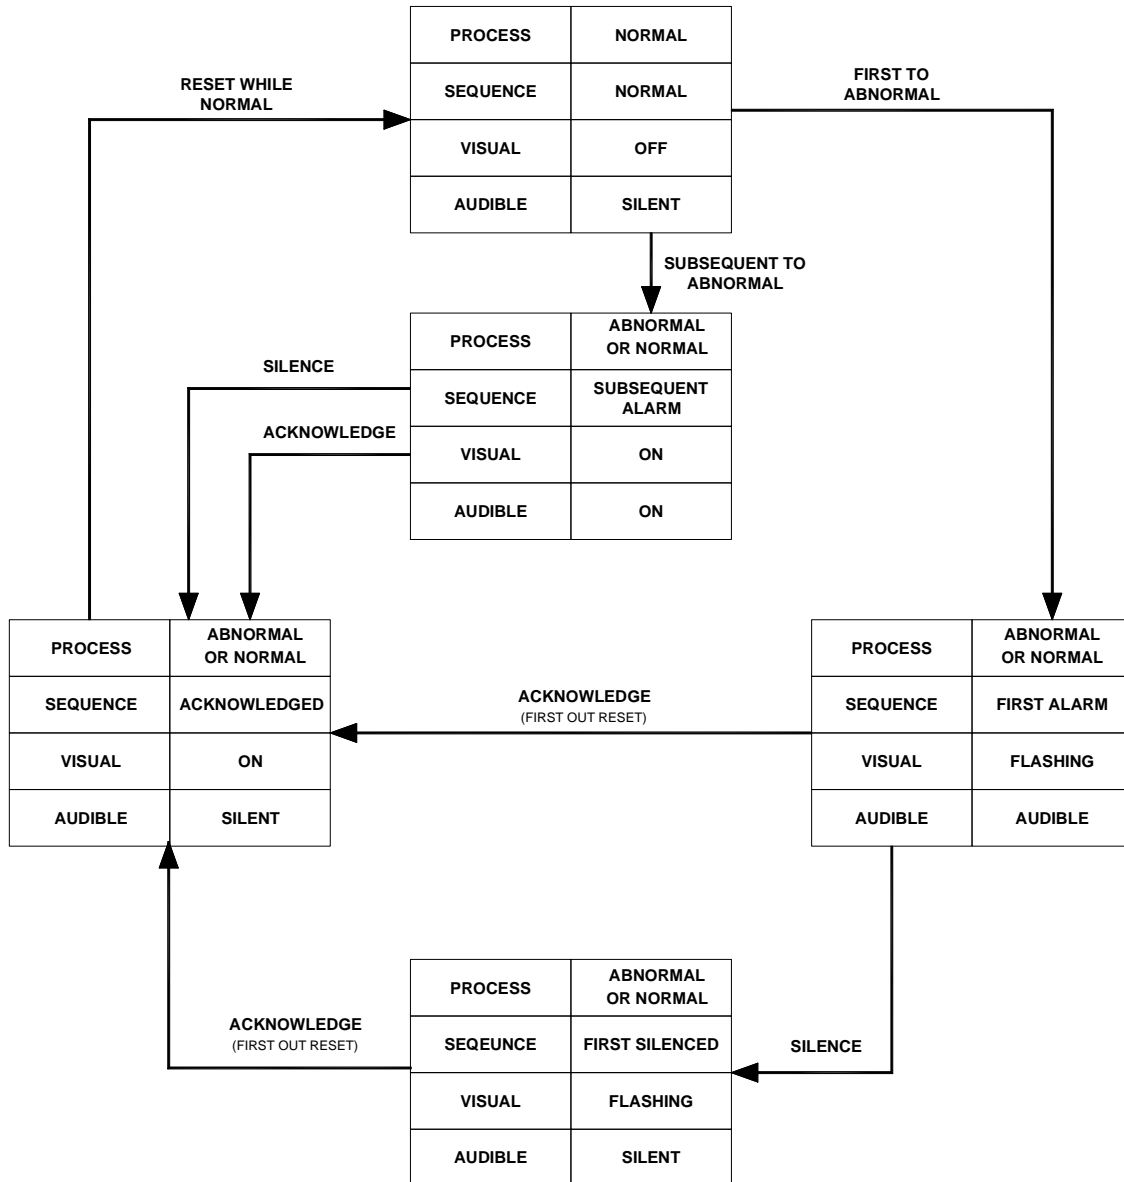 PROCESS NORMAL
RESET WHILE
NORMAL
FIRST TO
ABNORMAL
SEQUENCE NORMAL
VISUAL OFF
AUDIBLE SILENT
SUBSEQUENT TO
ABNORMAL
PROCESS ABNORMAL
OR NORMAL
SILENCE
SEQUENCE SUBSEQUENT
ALARM
ACKNOWLEDGE
VISUAL ON
AUDIBLE ON
PROCESS ABNORMAL
OR NORMAL
SEQUENCE ACKNOWLEDGED
VISUAL ON
AUDIBLE SILENT
ACKNOWLEDGE
(FIRST OUT RESET)
PROCESS ABNORMAL
OR NORMAL
SEQUENCE FIRST ALARM
VISUAL FLASHING
AUDIBLE AUDIBLE
PROCESS ABNORMAL
OR NORMAL
ACKNOWLEDGE
(FIRST OUT RESET)
SEQEUNCE FIRST SILENCED
SILENCE
VISUAL FLASHING
AUDIBLE SILENT